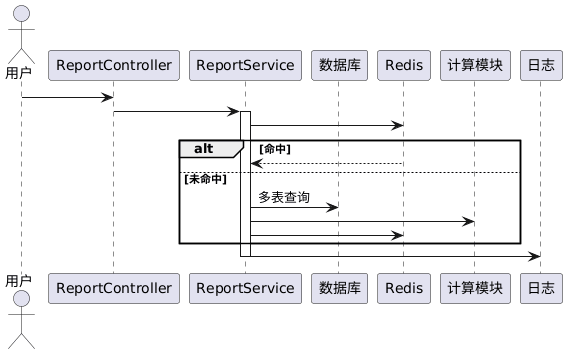 用户
ReportController
ReportService
数据库
Redis
计算模块
日志
alt
[命中]
[未命中]
多表查询
用户
ReportController
ReportService
数据库
Redis
计算模块
日志